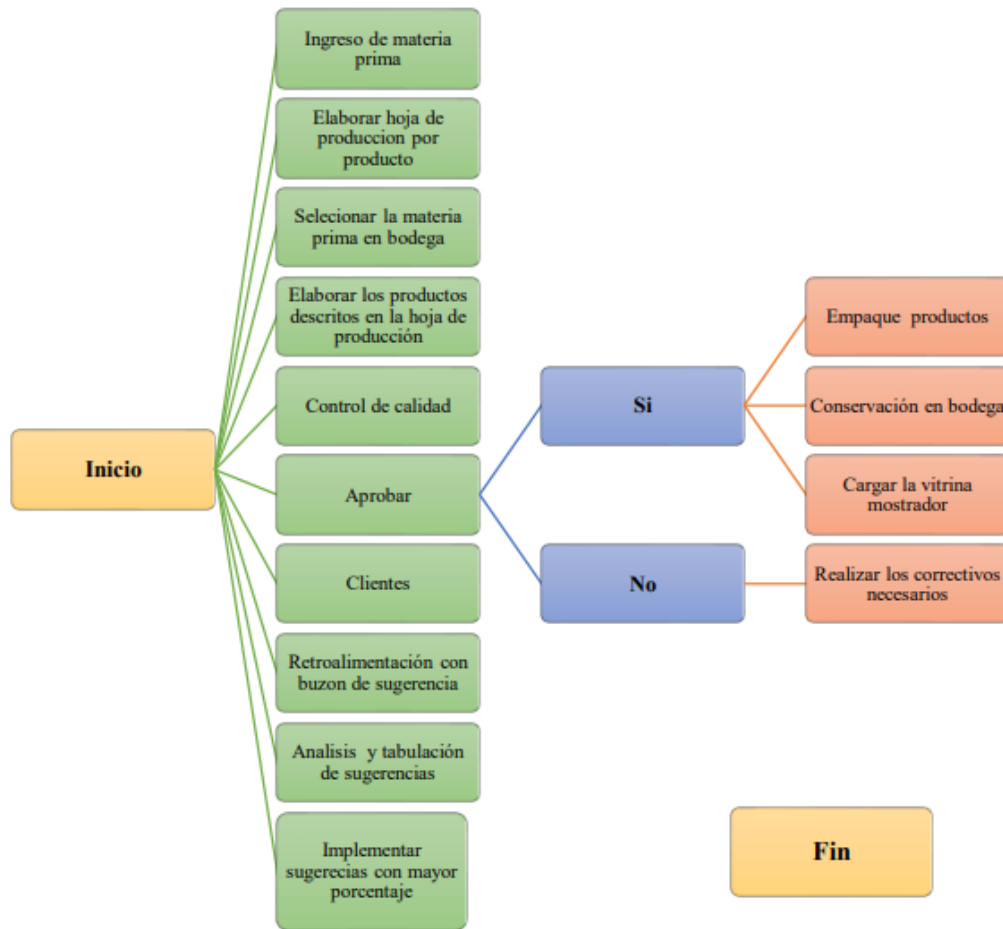 Ingreso de materia
prima
Elaborar hoja de
produccion por
producto
Selecionar la materia
prima en bodega
Elaborar los productos
descritos en la hoja de
producción
Control de calidad
Inicio
Aprobar
Clientes
Retroalimentación con
buzon de sugerencia
Analisis y tabulación
de sugerencias
Implementar
sugerecias con mayor
porcentaje
Si
No
Empaque productos
Conservación en bodega
Cargar la vitrina
mostrador
Realizar los correctivos
necesarios
Fin